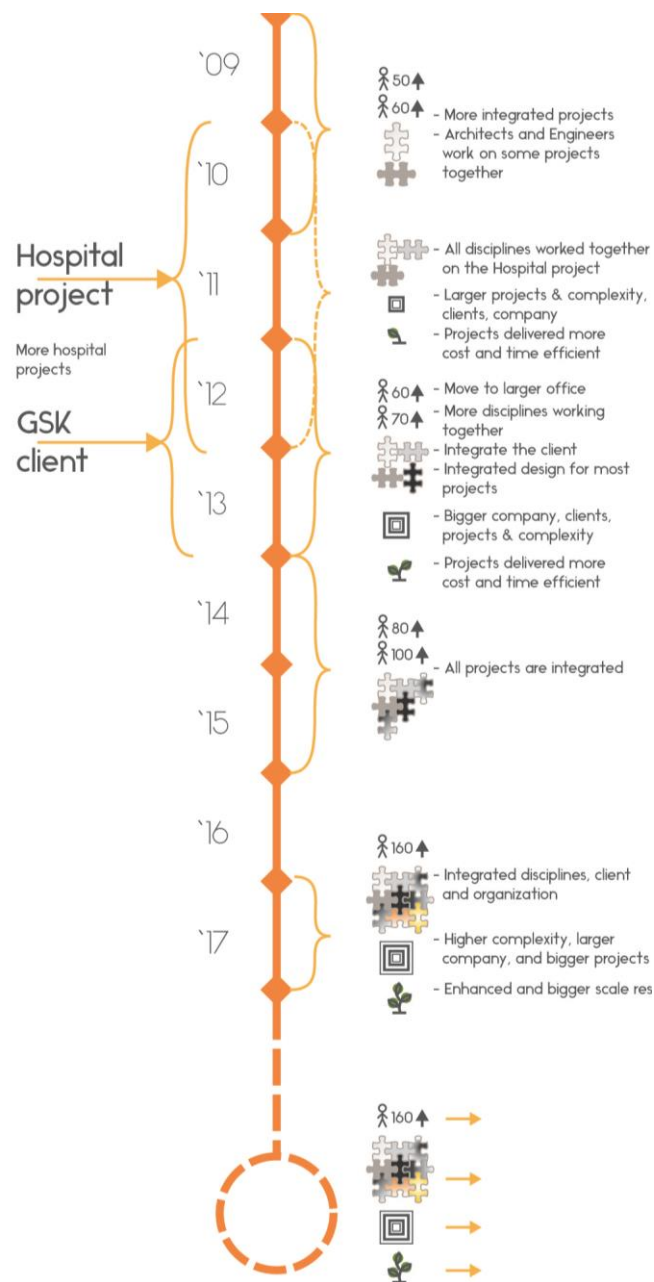 `09
50
60
- More integrated projects
- Architects and Engineers
work on some projects
together
`10
Hospital
project
`11
- All disciplines worked together
on the Hospital project
- Larger projects & complexity,
clients, company
- Projects delivered more
cost and time efficient
More hospital
projects
`12
60
- Move to larger office
70
- More disciplines working
together
GSK
client
- Integrate the client
- Integrated design for most
projects
`13
- Bigger company, clients,
projects & complexity
- Projects delivered more
cost and time efficient
`14
80
100
- All projects are integrated
`15
`16
160
- Integrated disciplines, client
and organization
`17
- Higher complexity, larger
company, and bigger projects
- Enhanced and bigger scale res
160